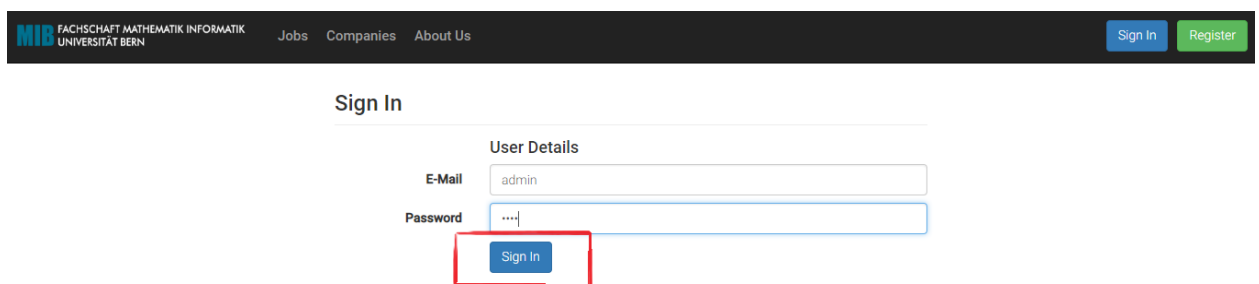 MIB FACHSCHAFT MATHEMATIK INFORMATIK
UNIVERSITÄT BERN
Jobs Companies About Us
Sign In Register
Sign In
User Details
E-Mail admin
Password ••••
Sign In